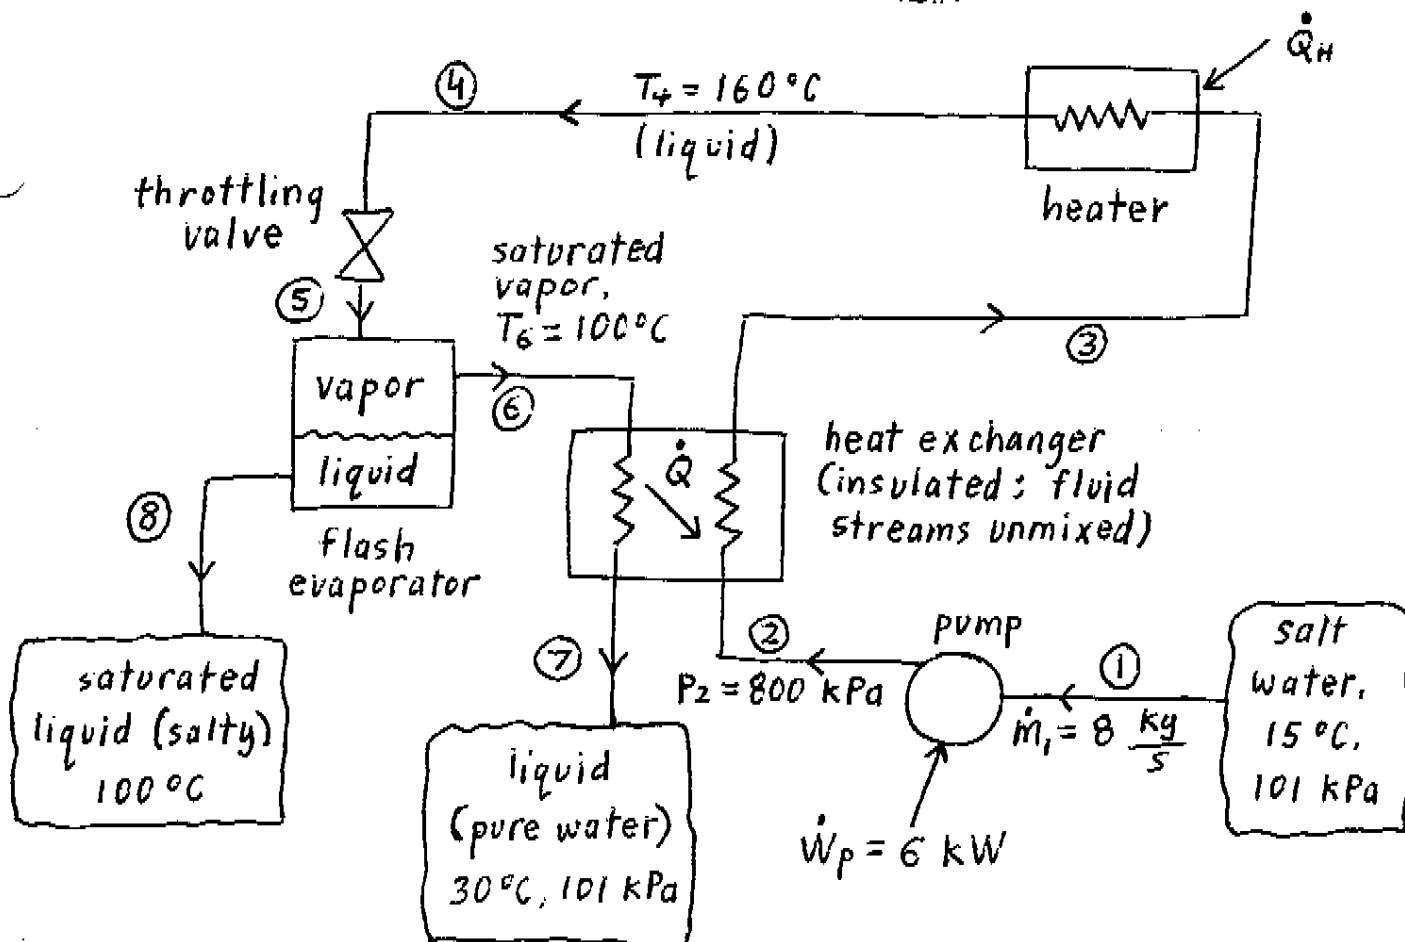 Q̇H
④
T4 = 160°C
(liquid)
heater
throttling
valve
⑤
saturated
vapor,
T6 = 100°C
⑥
③
vapor
liquid
flash
evaporator
⑧
Q̇
heat exchanger
(insulated; fluid
streams unmixed)
saturated
liquid (salty)
100°C
⑦
liquid
(pure water)
30°C, 101 kPa
②
P2 = 800 kPa
pump
①
ṁ1 = 8 kg/s
Ẇp = 6 kW
salt
water,
15°C,
101 kPa